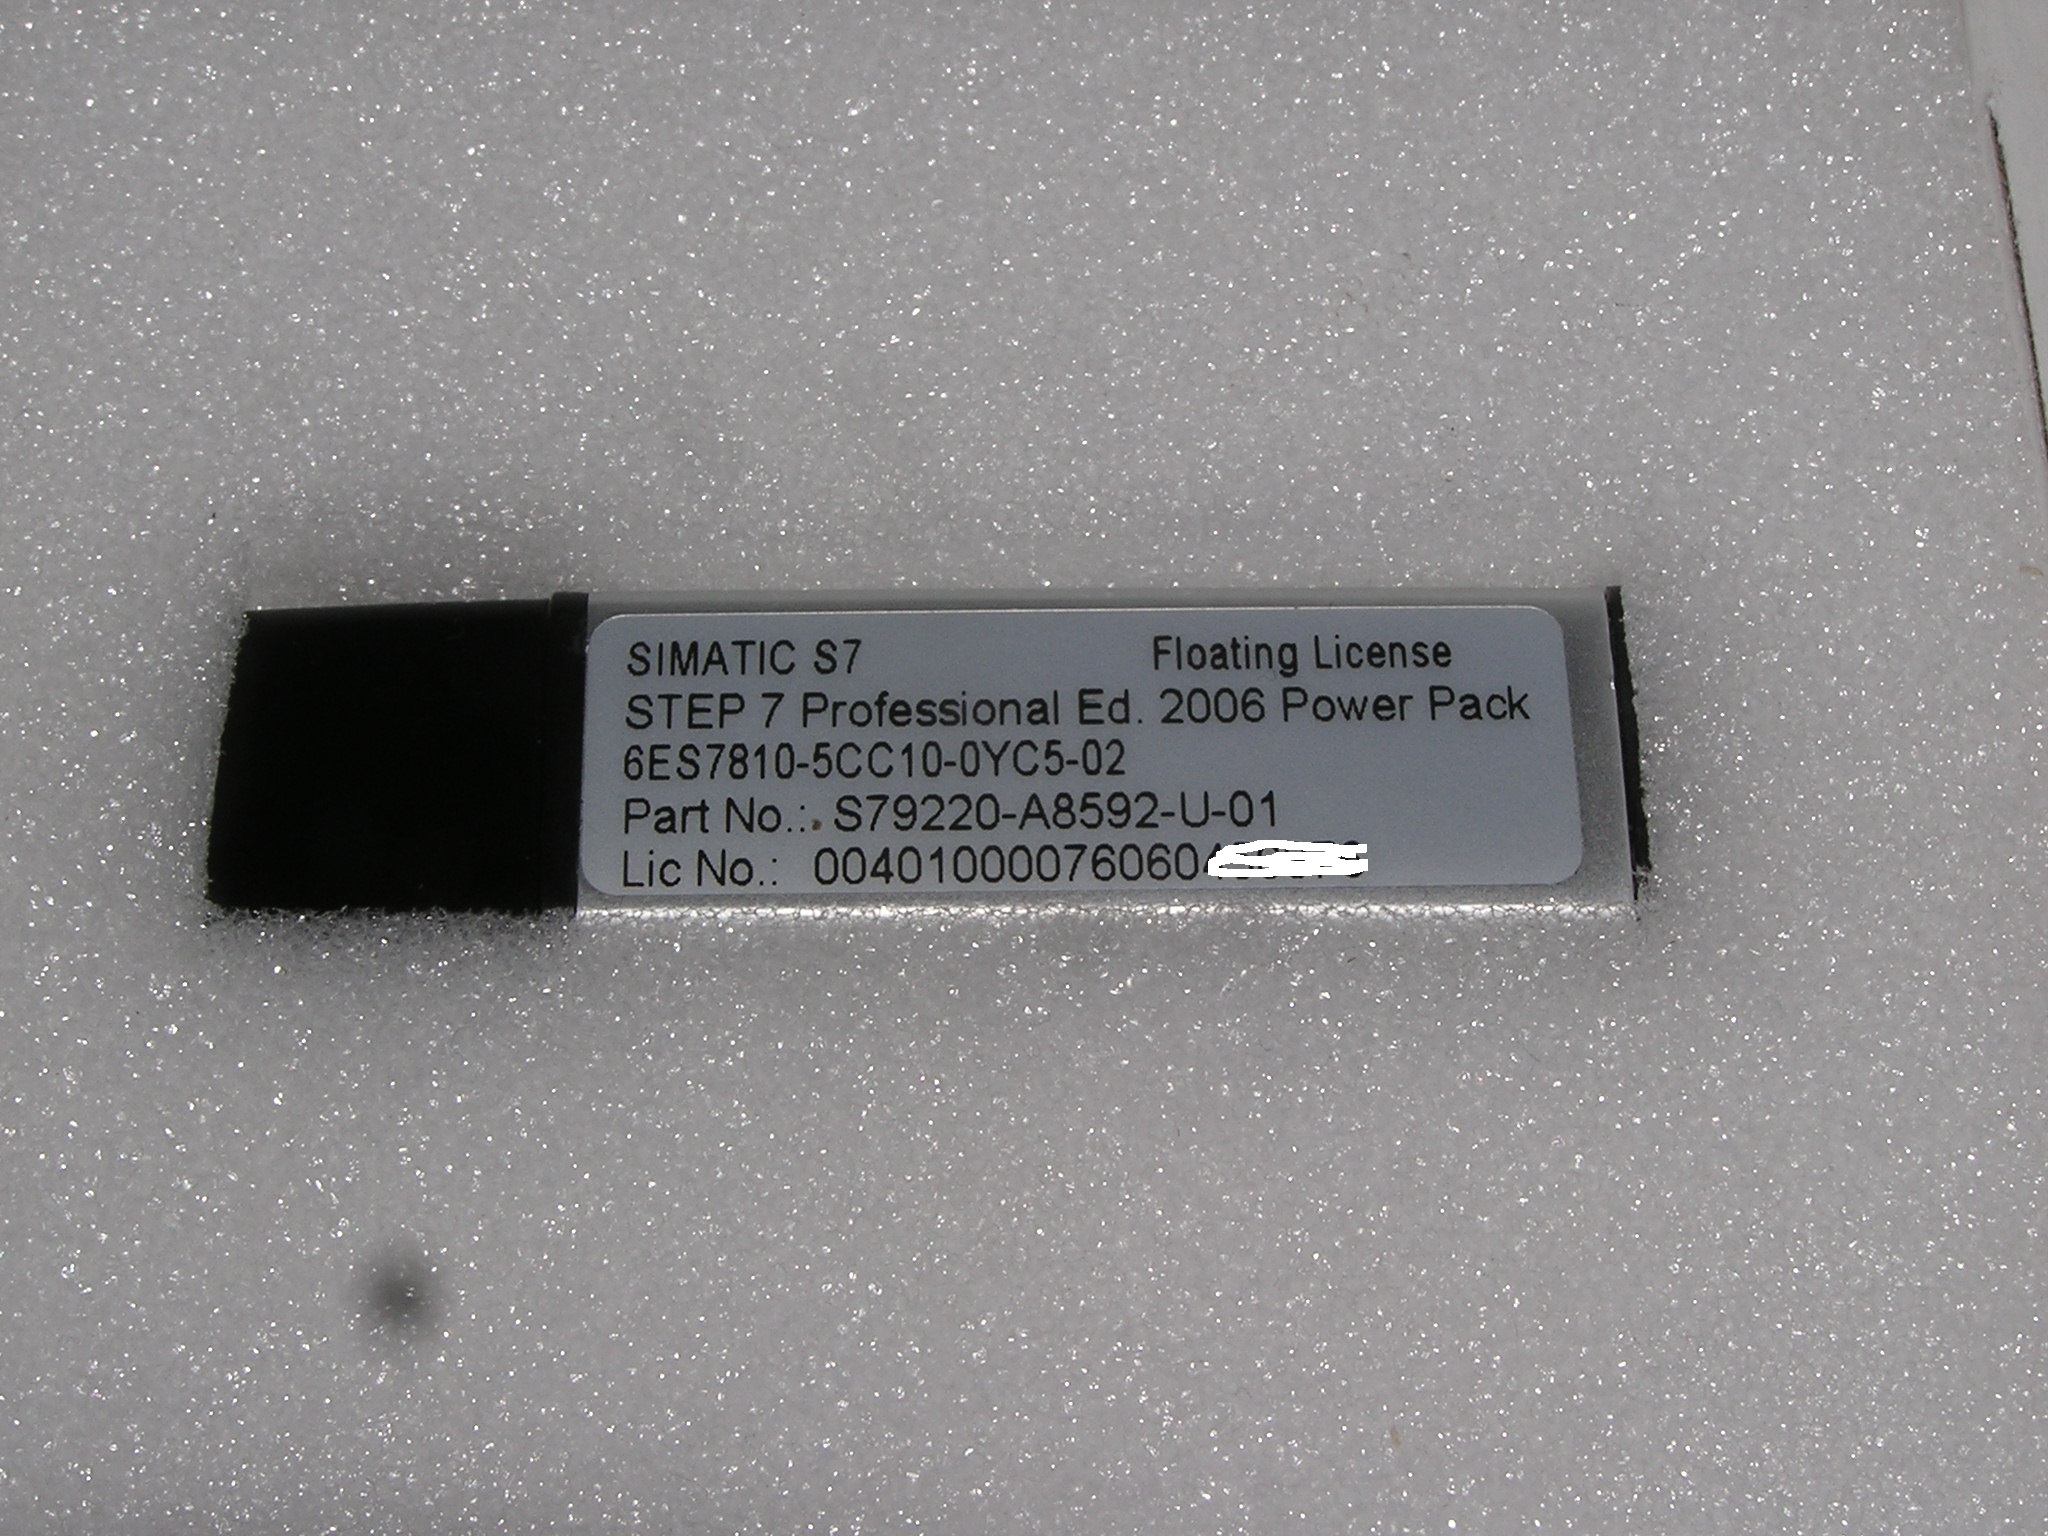 SIMATIC S7 Floating License
STEP 7 Professional Ed. 2006 Power Pack
6ES7810-5CC10-0YC5-02
Part No.: S79220-A8592-U-01
Lic No.: